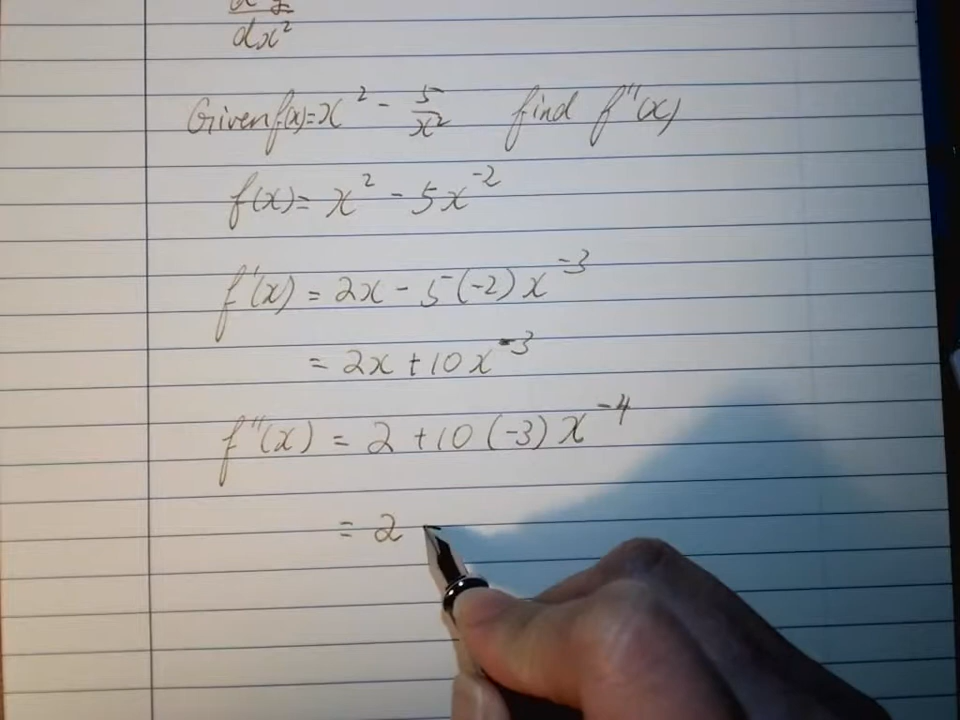 d²y
dx²
Given f(x)=x² - 5/x² find f''(x)
f(x)= x² - 5x⁻²
f'(x) = 2x - 5(-2)x⁻³
= 2x + 10x⁻³
f''(x) = 2 + 10(-3)x⁻⁴
= 2